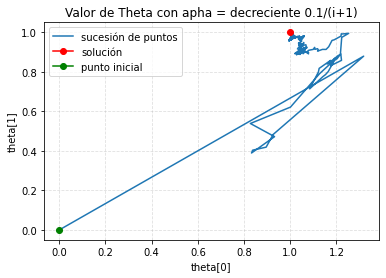 Valor de Theta con apha = decreciente 0.1/(i+1)
sucesión de puntos
solución
punto inicial
theta[1]
1.0
0.8
0.6
0.4
0.2
0.0
0.0 0.2 0.4 0.6 0.8 1.0 1.2
theta[0]